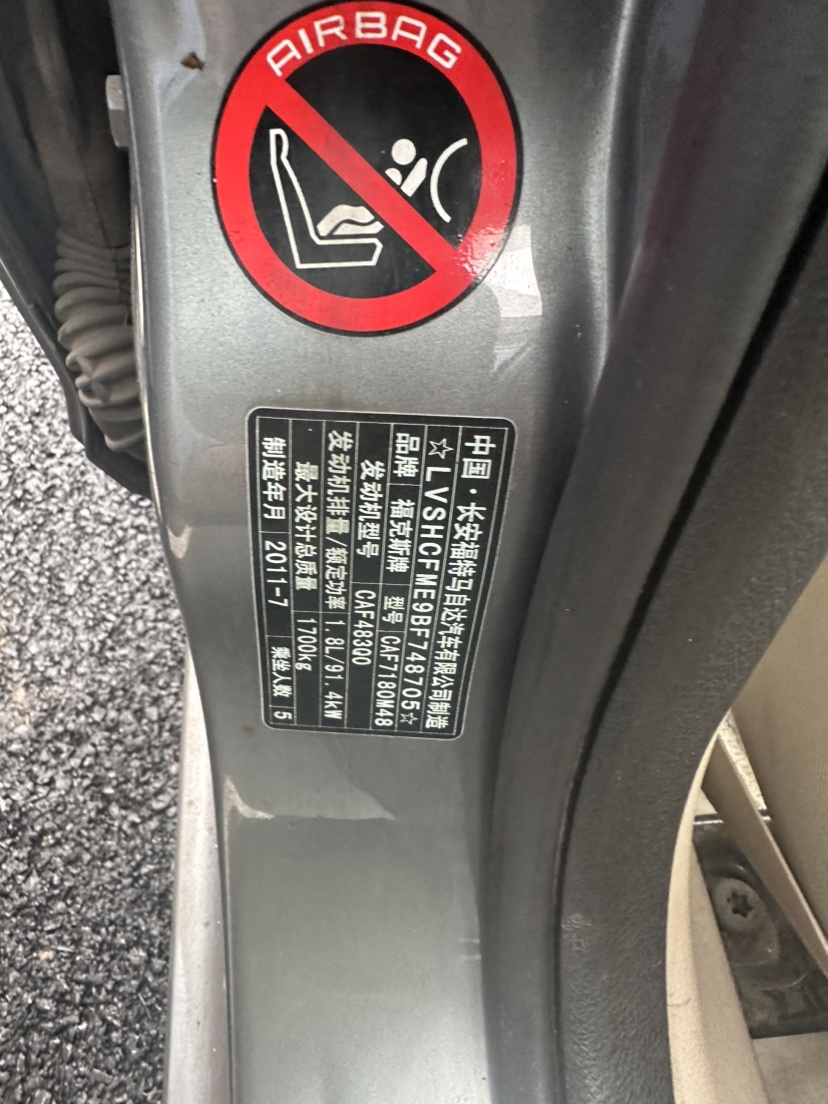 AIRBAG
中国·长安福特马自达汽车有限公司制造
☆LVSHCFME9BF748705☆
品牌 福克斯牌 型号 CAF7180M48
发动机型号 CAF483Q0
发动机排量/额定功率 1.8L/91.4kW
最大设计总质量 1700kg
制造年月 2011-7 乘坐人数 5